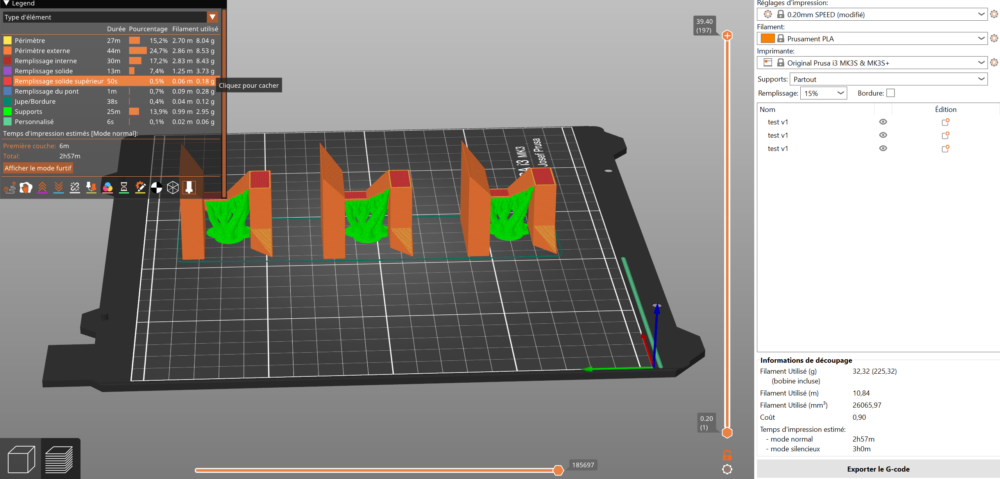 Legend
Type d'élément
Durée Pourcentage Filament utilisé
Périmètre 27m 15,2% 2.70 m 8.04 g
Périmètre externe 44m 24,7% 2.86 m 8.53 g
Remplissage interne 30m 17,2% 2.83 m 8.43 g
Remplissage solide 13m 7,4% 1.25 m 3.73 g
Remplissage solide supérieur 50s 0,5% 0.06 m 0.18 g
Cliquez pour cacher
Remplissage du pont 1m 0,7% 0.09 m 0.28 g
Jupe/Bordure 38s 0,4% 0.04 m 0.12 g
Supports 25m 13,9% 0.99 m 2.95 g
Personnalisé 6s 0,1% 0.02 m 0.06 g
Temps d'impression estimés [Mode normal]:
Première couche: 6m
Total: 2h57m
Afficher le mode furtif
i3 MK3
Josef Prusa
39.40
(197)
0.20
(1)
185697
Réglages d'impression:
0.20mm SPEED (modifié)
Filament:
Prusament PLA
Imprimante:
Original Prusa i3 MK3S & MK3S+
Supports: Partout
Remplissage: 15% Bordure:
Nom Édition
test v1
test v1
test v1
Informations de découpage
Filament Utilisé (g) 32,32 (225,32)
(bobine incluse)
Filament Utilisé (m) 10,84
Filament Utilisé (mm³) 26065,97
Coût 0,90
Temps d'impression estimé:
- mode normal 2h57m
- mode silencieux 3h0m
Exporter le G-code